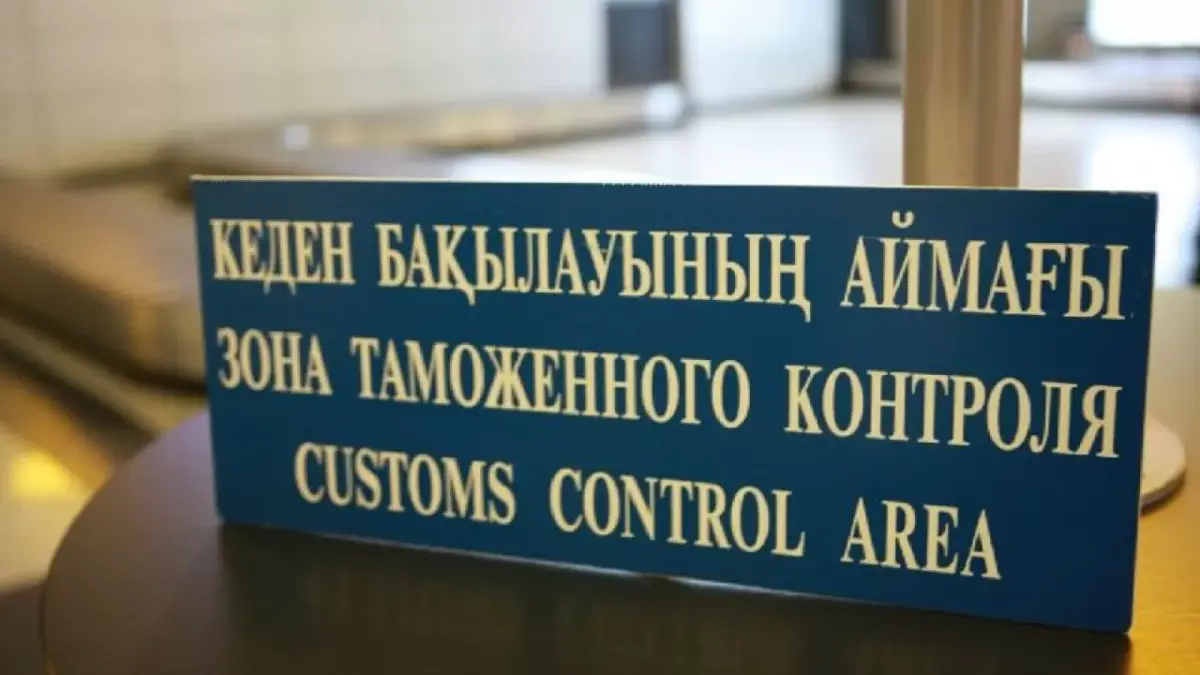 КЕДЕН БАҚЫЛАУЫНЫҢ АЙМАҒЫ
ЗОНА ТАМОЖЕННОГО КОНТРОЛЯ
CUSTOMS CONTROL AREA